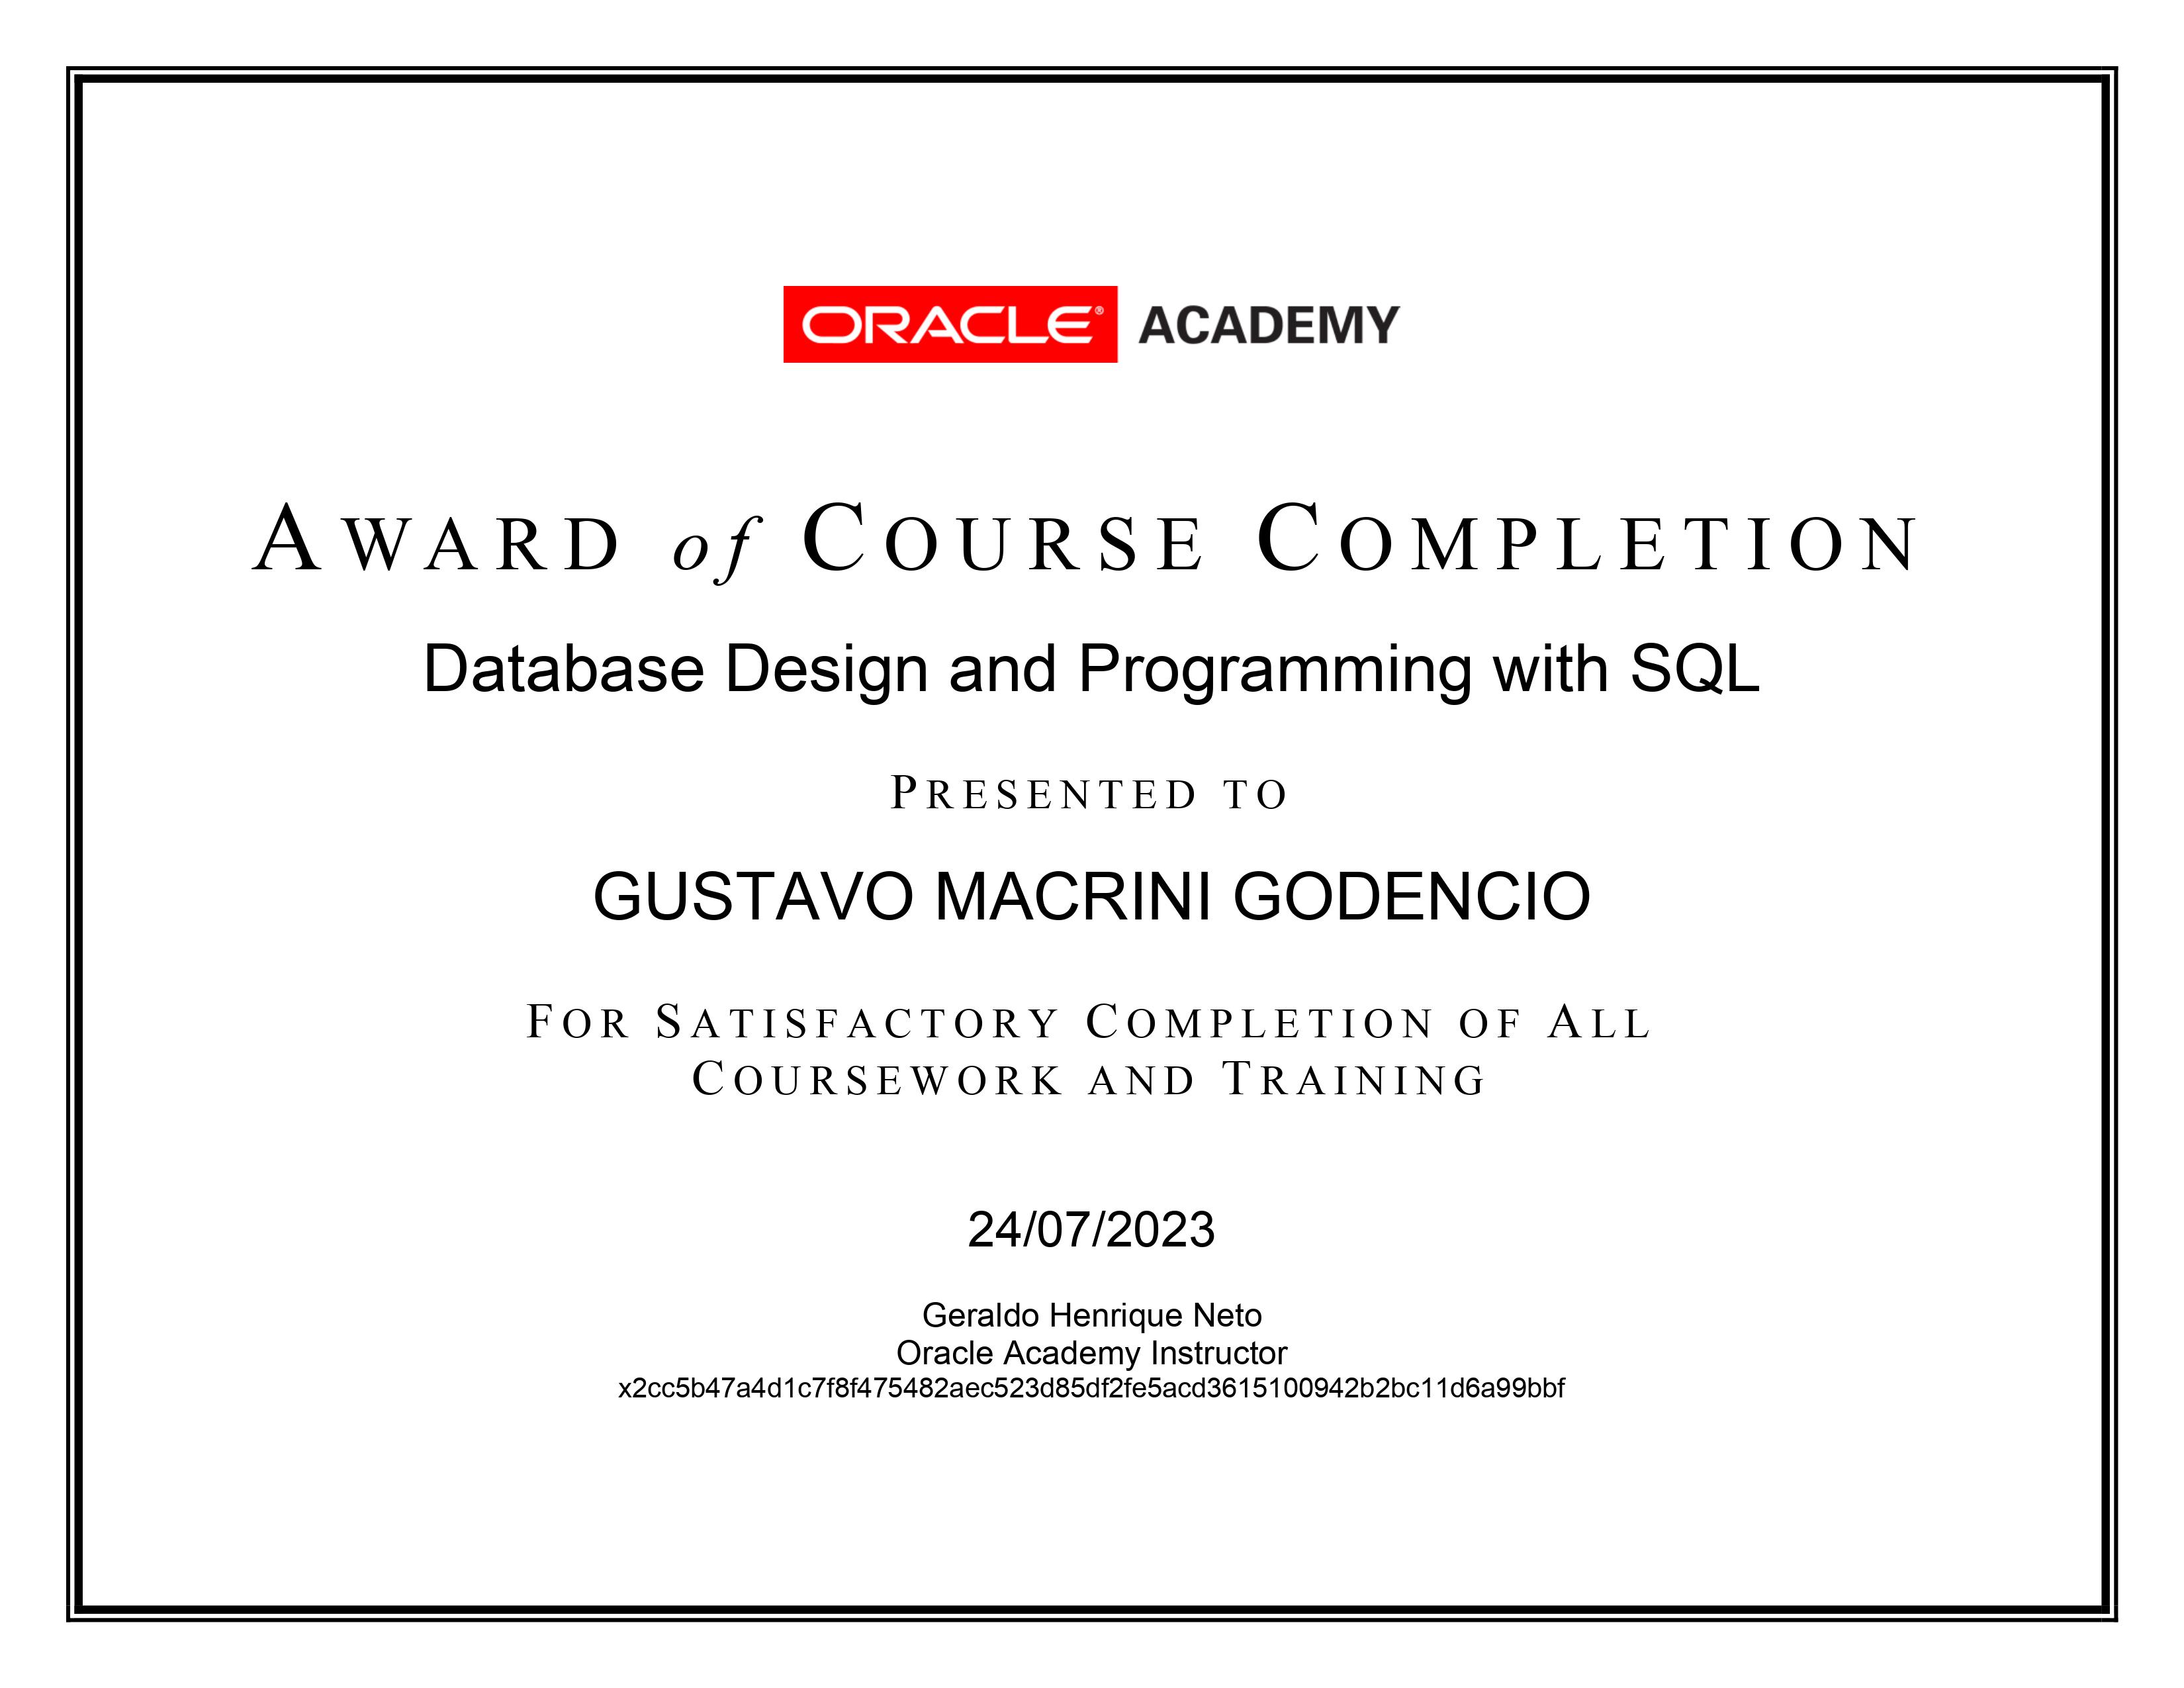 ORACLE® ACADEMY
AWARD of COURSE COMPLETION
Database Design and Programming with SQL
PRESENTED TO
GUSTAVO MACRINI GODENCIO
FOR SATISFACTORY COMPLETION OF ALL
COURSEWORK AND TRAINING
24/07/2023
Geraldo Henrique Neto
Oracle Academy Instructor
x2cc5b47a4d1c7f8f475482aec523d85df2fe5acd3615100942b2bc11d6a99bbf